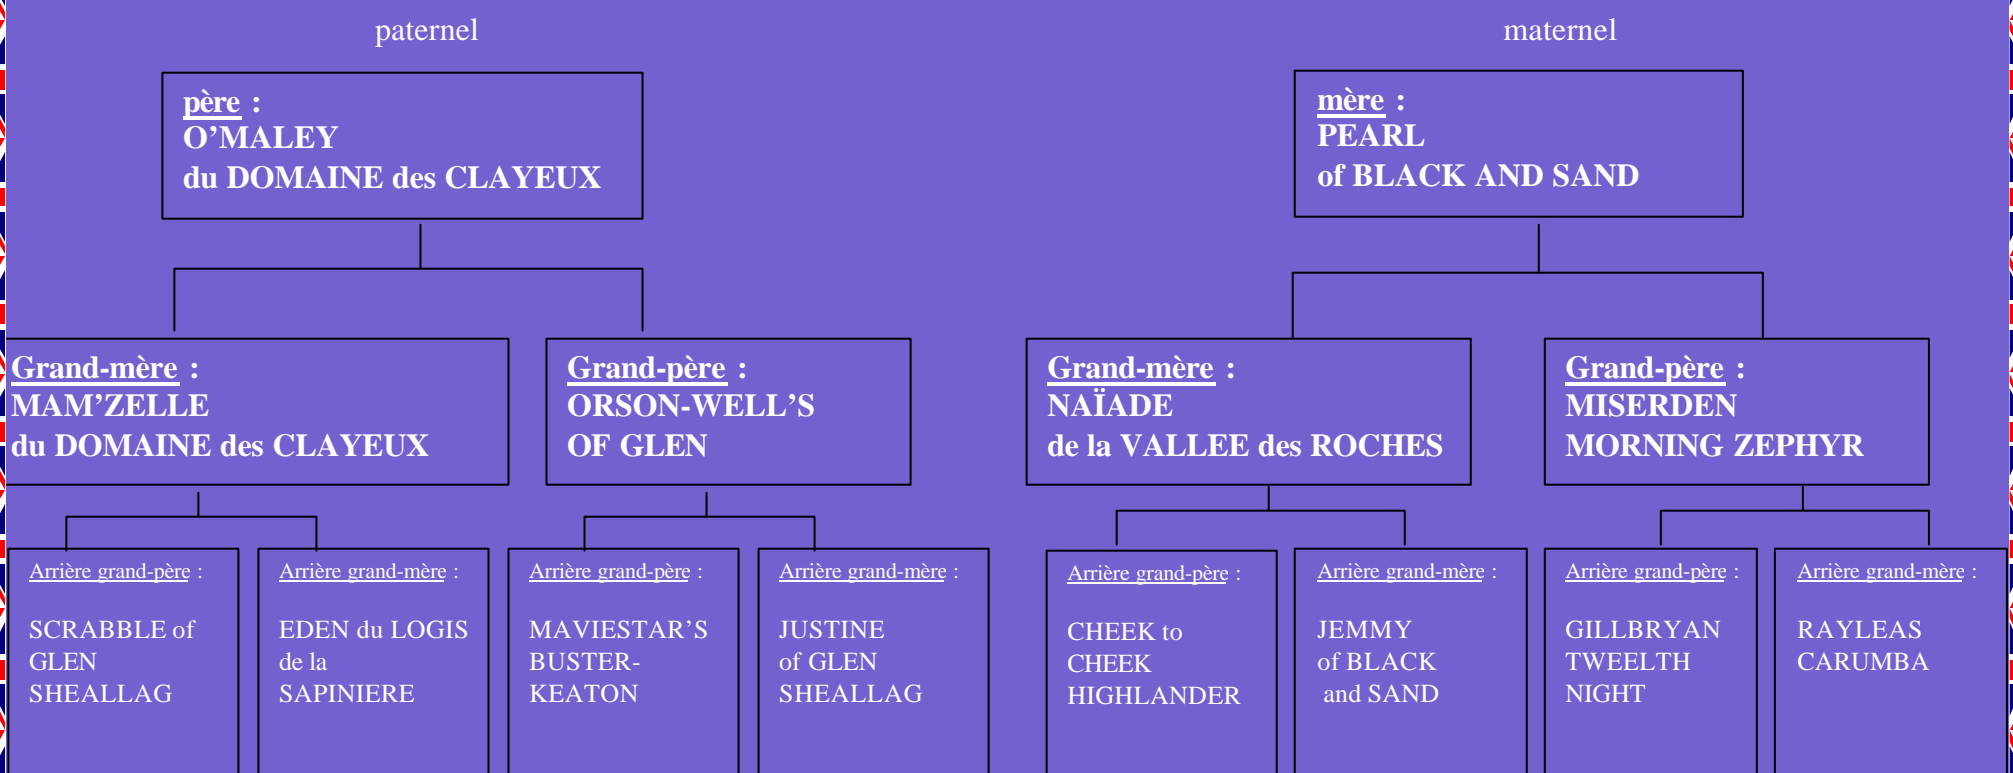 paternel
maternel
père :
O’MALEY
du DOMAINE des CLAYEUX
mère :
PEARL
of BLACK AND SAND
Grand-mère :
MAM’ZELLE
du DOMAINE des CLAYEUX
Grand-père :
ORSON-WELL’S
OF GLEN
Grand-mère :
NAÏADE
de la VALLEE des ROCHES
Grand-père :
MISERDEN
MORNING ZEPHYR
Arrière grand-père :
SCRABBLE of
GLEN
SHEALLAG
Arrière grand-mère :
EDEN du LOGIS
de la
SAPINIERE
Arrière grand-père :
MAVIESTAR’S
BUSTER-
KEATON
Arrière grand-mère :
JUSTINE
of GLEN
SHEALLAG
Arrière grand-père :
CHEEK to
CHEEK
HIGHLANDER
Arrière grand-mère :
JEMMY
of BLACK
and SAND
Arrière grand-père :
GILLBRYAN
TWEELTH
NIGHT
Arrière grand-mère :
RAYLEAS
CARUMBA